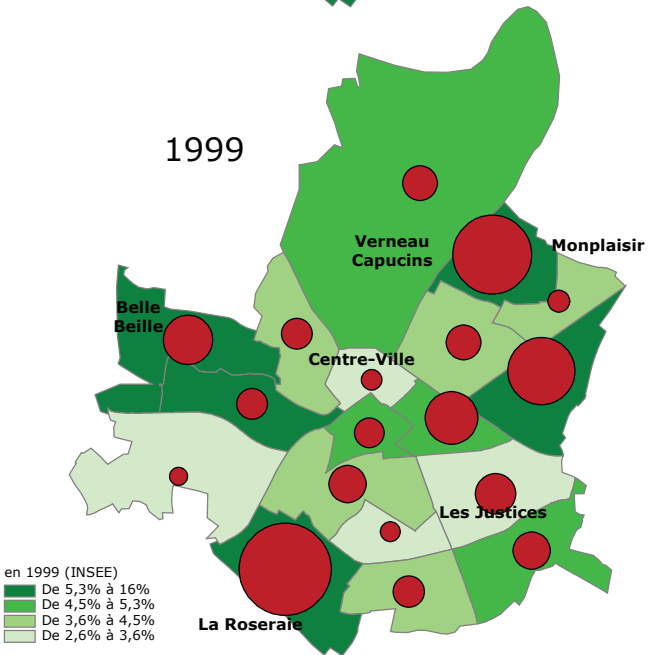 1999
Verneau
Capucins
Monplaisir
Belle
Beille
Centre-Ville
Les Justices
La Roseraie
en 1999 (INSEE)
De 5,3% à 16%
De 4,5% à 5,3%
De 3,6% à 4,5%
De 2,6% à 3,6%